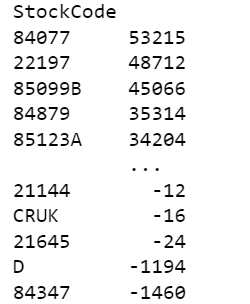 StockCode
84077 53215
22197 48712
85099B 45066
84879 35314
85123A 34204
...
21144 -12
CRUK -16
21645 -24
D -1194
84347 -1460